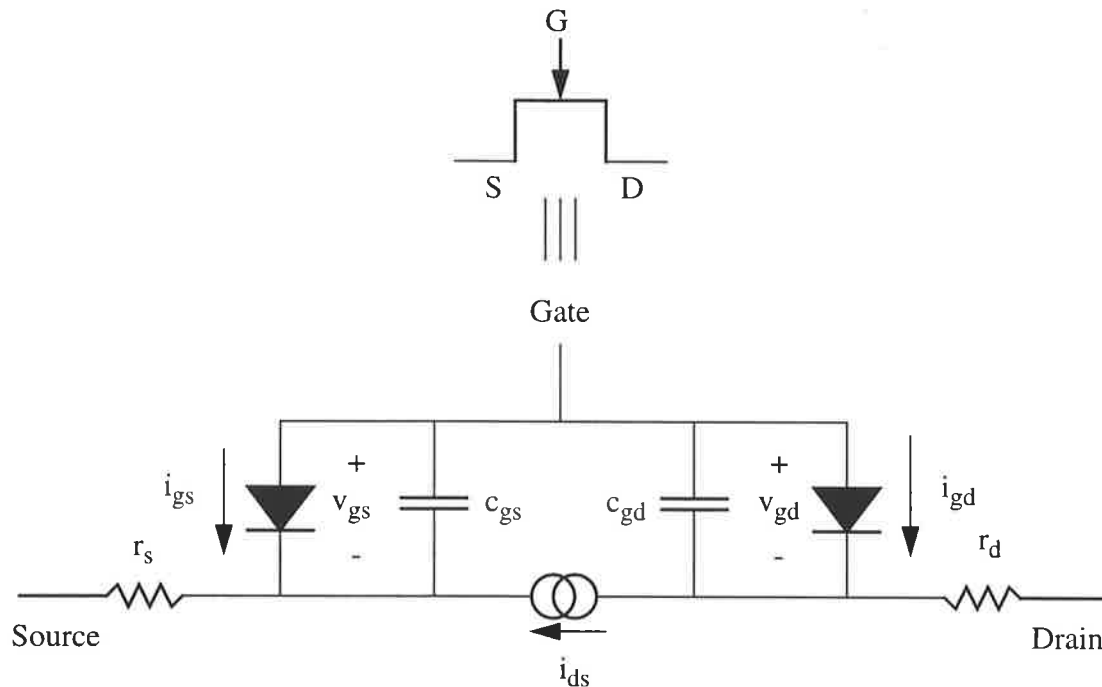 G
S D
Gate
+ +
i_gs v_gs c_gs c_gd v_gd i_gd
- -
r_s r_d
Source Drain
i_ds